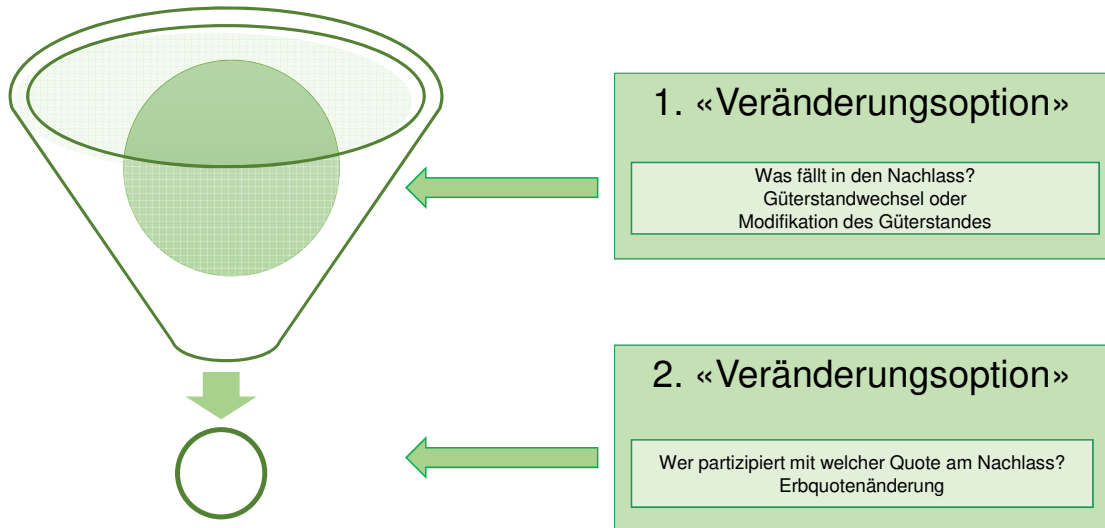 1. «Veränderungsoption»
Was fällt in den Nachlass?
Güterstandwechsel oder
Modifikation des Güterstandes
2. «Veränderungsoption»
Wer partizipiert mit welcher Quote am Nachlass?
Erbquotenänderung